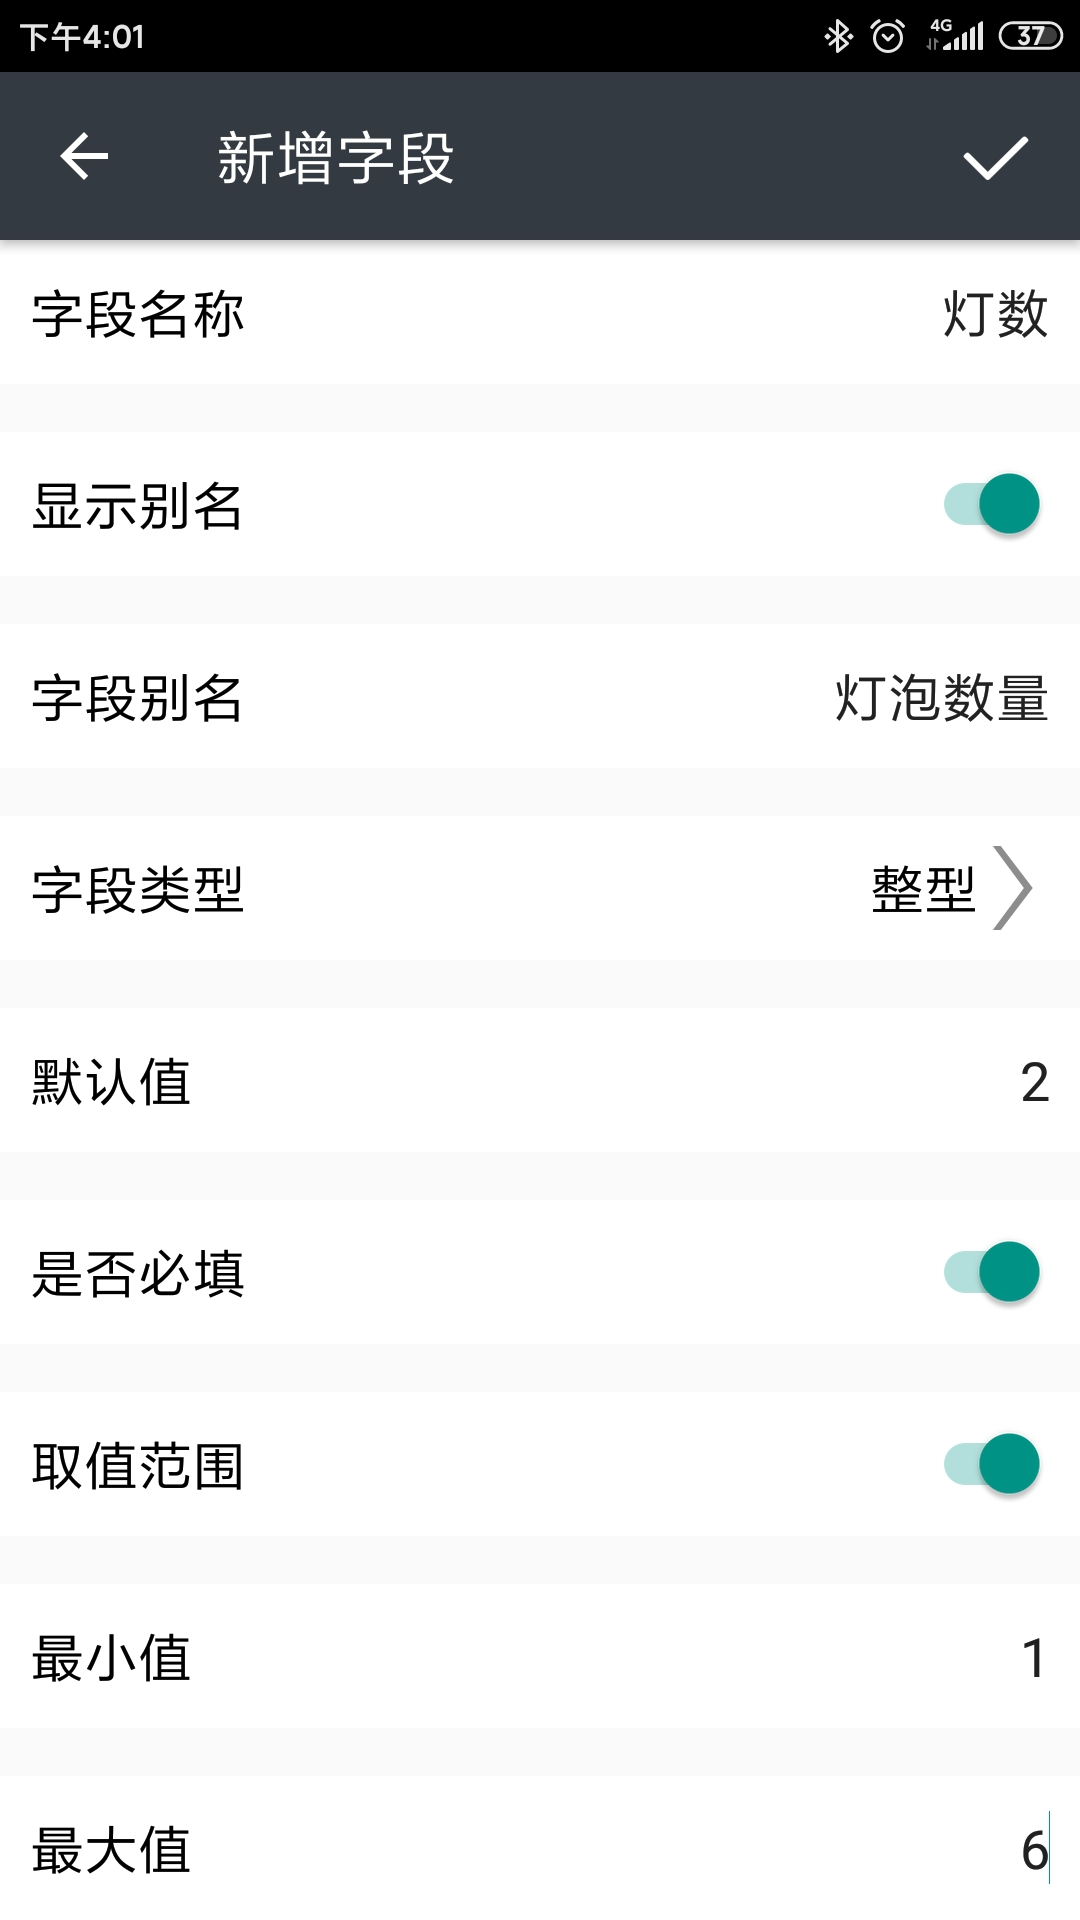 下午4:01 4G 37
新增字段
字段名称 灯数
显示别名
字段别名 灯泡数量
字段类型 整型
默认值 2
是否必填
取值范围
最小值 1
最大值 6